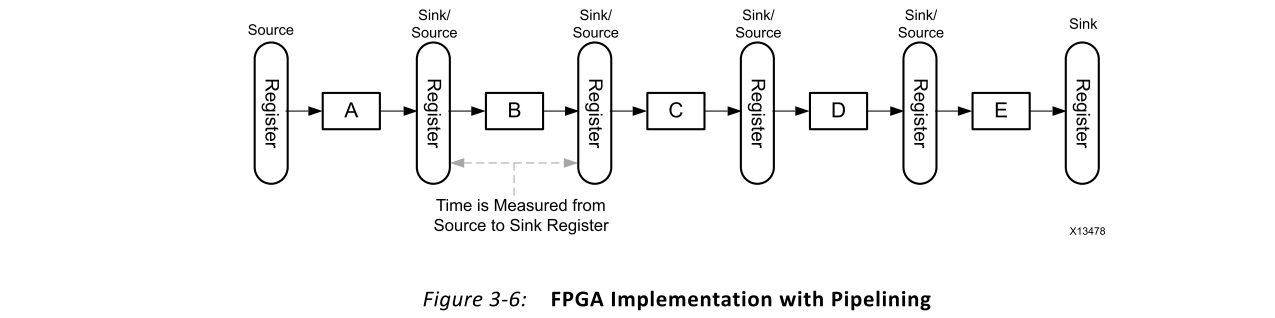 Source
Sink/
Source
Sink/
Source
Sink/
Source
Sink/
Source
Sink
Register
A
Register
B
Register
C
Register
D
Register
E
Register
Time is Measured from
Source to Sink Register
X13478
Figure 3-6: FPGA Implementation with Pipelining